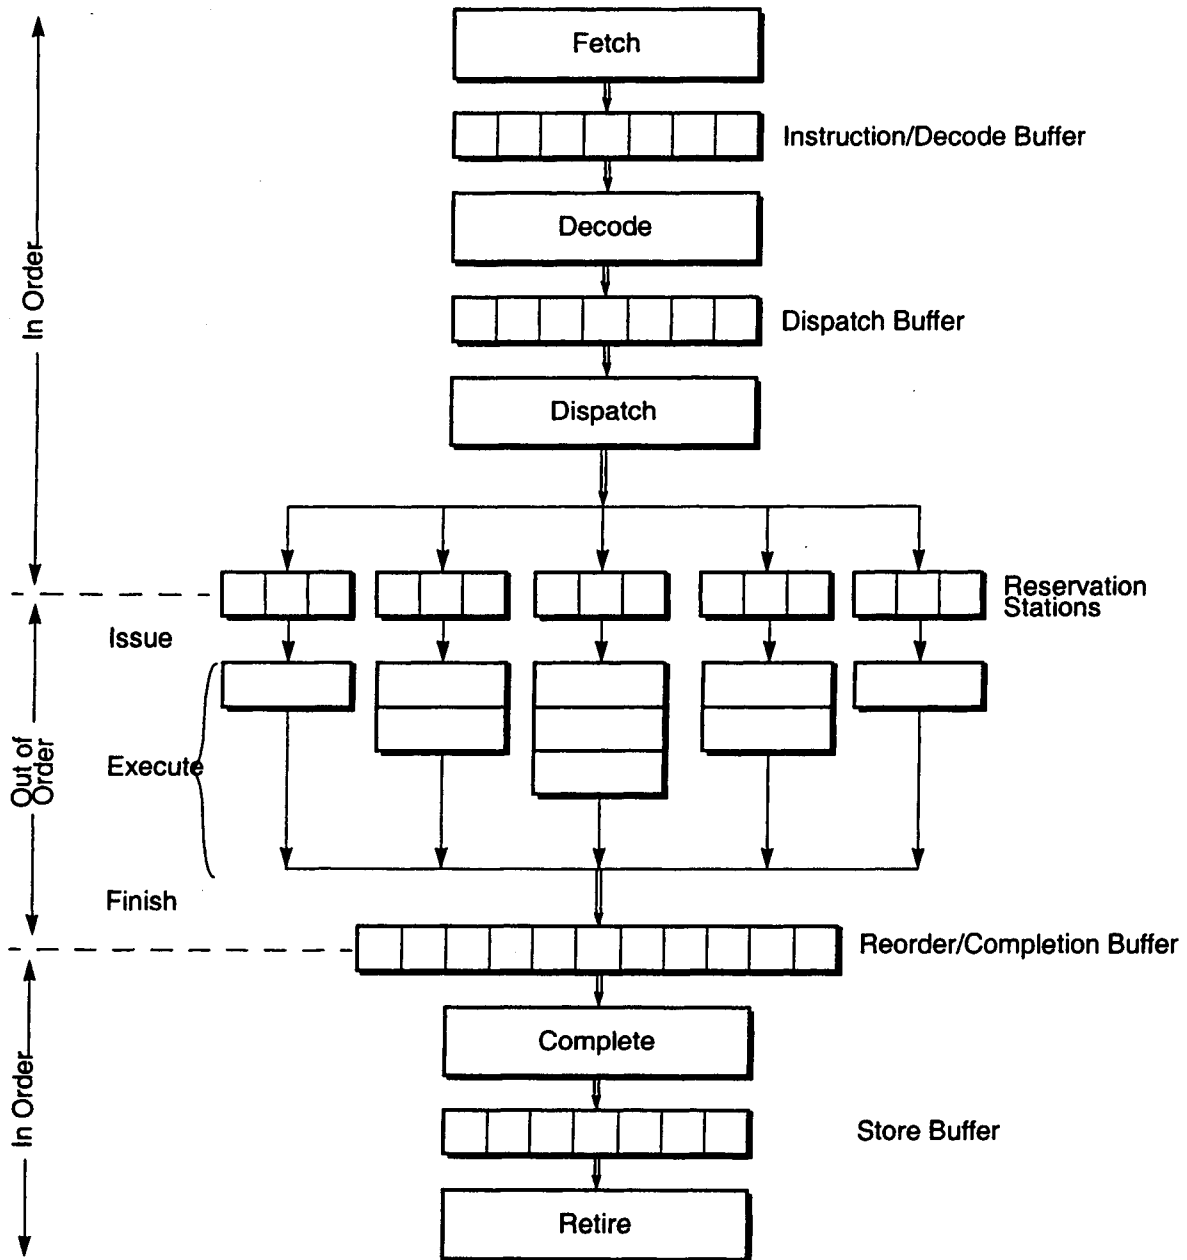 Fetch
Instruction/Decode Buffer
Decode
In Order
Dispatch Buffer
Dispatch
Reservation
Stations
Issue
Out of
Order
Execute
Finish
Reorder/Completion Buffer
Complete
In Order
Store Buffer
Retire